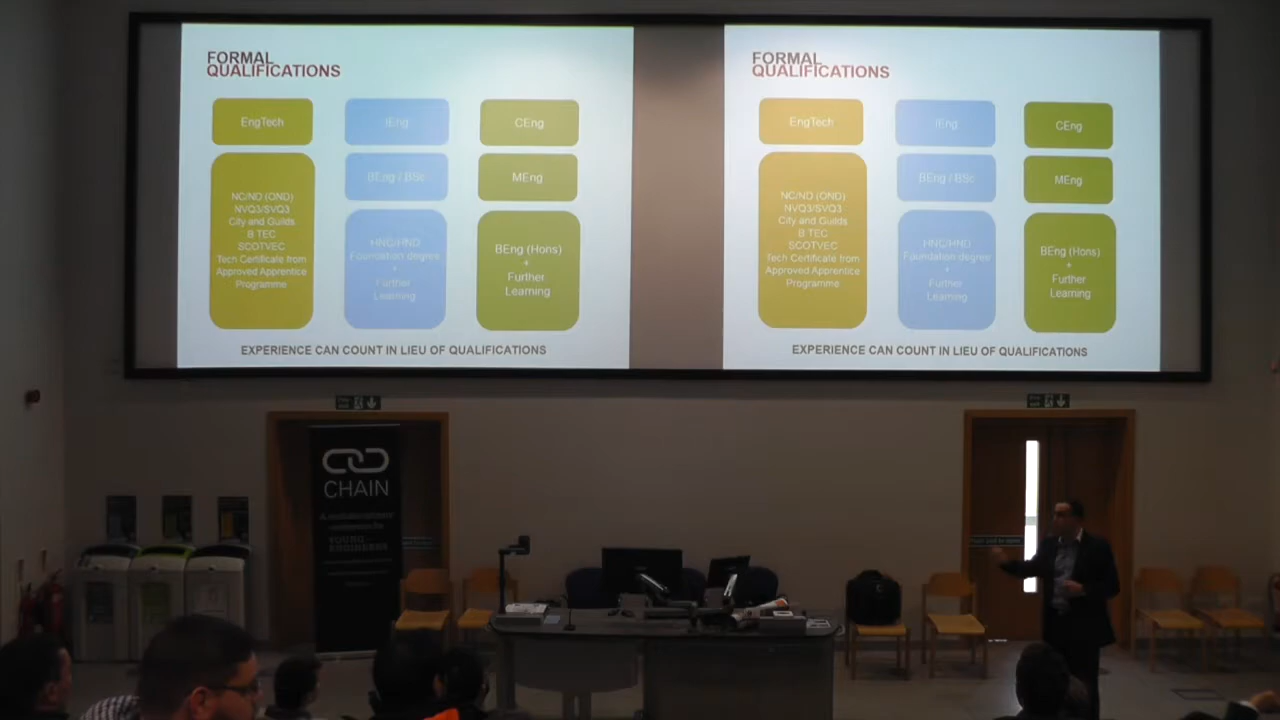 FORMAL
QUALIFICATIONS
EngTech
IEng
CEng
BEng / BSc
MEng
NC/ND (OND)
NVQ3/SVQ3
City and Guilds
B TEC
SCOTVEC
Tech Certificate from
Approved Apprentice
Programme
HNC/HND
Foundation degree
+
Further
Learning
BEng (Hons)
+
Further
Learning
EXPERIENCE CAN COUNT IN LIEU OF QUALIFICATIONS
FORMAL
QUALIFICATIONS
EngTech
IEng
CEng
BEng / BSc
MEng
NC/ND (OND)
NVQ3/SVQ3
City and Guilds
B TEC
SCOTVEC
Tech Certificate from
Approved Apprentice
Programme
HNC/HND
Foundation degree
+
Further
Learning
BEng (Hons)
+
Further
Learning
EXPERIENCE CAN COUNT IN LIEU OF QUALIFICATIONS
CHAIN
YOUNG
ENGINEERS